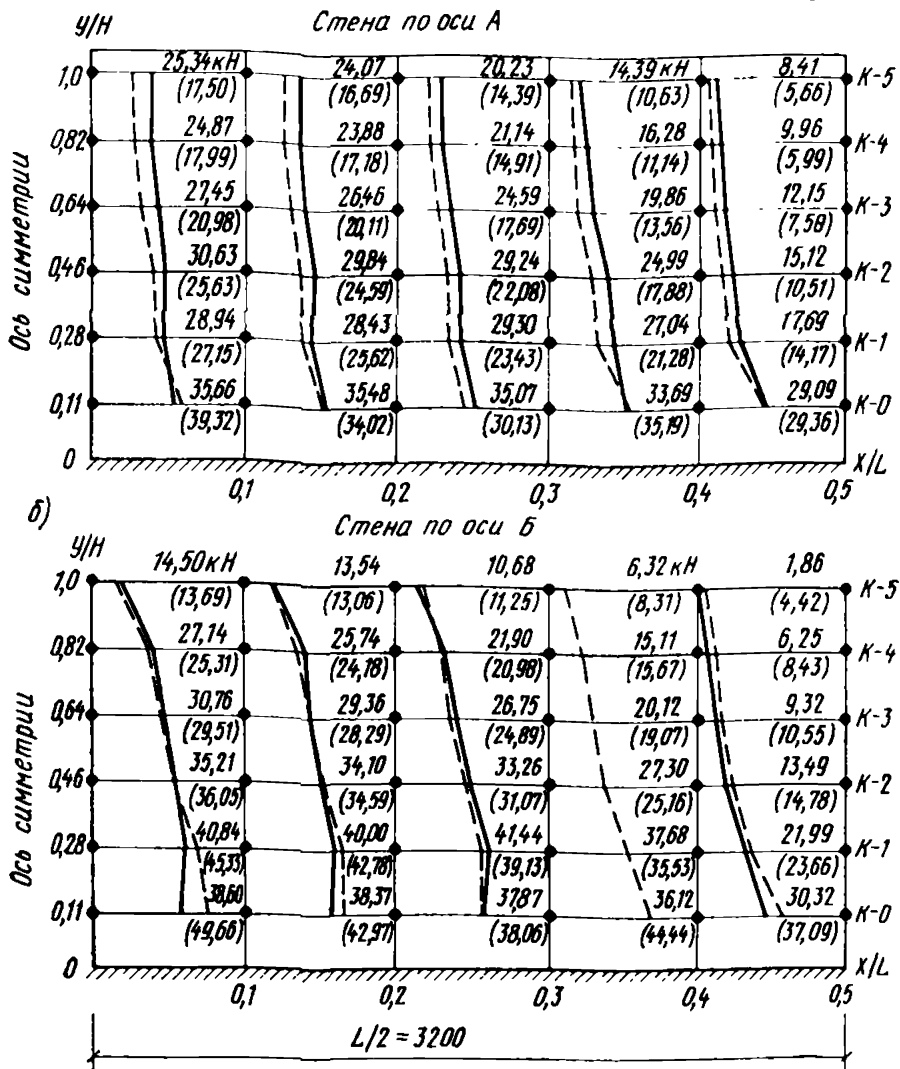 У/Н Стена по оси А
1,0 25,34 кН 24,07 20,23 14,39 кН 8,41 К-5
(17,50) (16,69) (14,39) (10,63) (5,66)
0,82 24,87 23,88 21,14 16,28 9,96 К-4
(17,99) (17,18) (14,91) (11,14) (5,99)
0,64 27,45 26,46 24,59 19,86 12,15 К-3
(20,98) (20,11) (17,69) (13,56) (7,58)
0,46 30,63 29,84 29,24 24,99 15,12 К-2
(25,63) (24,59) (22,08) (17,88) (10,51)
0,28 28,94 28,43 29,30 27,04 17,69 К-1
(27,15) (25,62) (23,43) (21,28) (14,17)
0,11 35,66 35,48 35,07 33,69 29,09 К-0
(39,32) (34,02) (30,13) (35,19) (29,36)
Ось симметрии
0 X/L
0,1 0,2 0,3 0,4 0,5
б)
Стена по оси Б
У/Н
1,0 14,50 кН 13,54 10,68 6,32 кН 1,86 К-5
(13,69) (13,06) (11,25) (8,31) (4,42)
0,82 27,14 25,74 21,90 15,11 6,25 К-4
(25,31) (24,18) (20,98) (15,67) (8,43)
0,64 30,76 29,36 26,75 20,12 9,32 К-3
(29,51) (28,29) (24,89) (19,07) (10,55)
0,46 35,21 34,10 33,26 27,30 13,49 К-2
(36,05) (34,59) (31,07) (25,16) (14,78)
0,28 40,84 40,00 41,44 37,68 21,99 К-1
(45,33) (42,78) (39,13) (35,53) (23,66)
0,11 38,60 38,37 37,87 36,12 30,32 К-0
(49,66) (42,97) (38,06) (44,44) (37,09)
Ось симметрии
0 X/L
0,1 0,2 0,3 0,4 0,5
L/2 = 3200